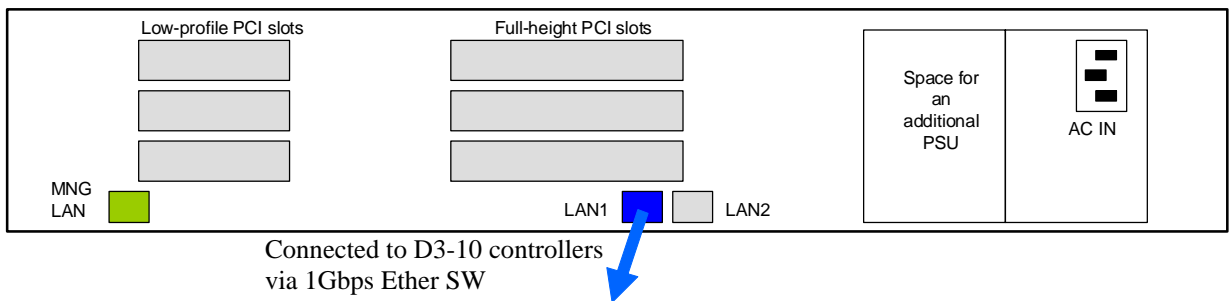 Low-profile PCI slots
Full-height PCI slots
Space for
an
additional
PSU
AC IN
MNG
LAN
LAN1
LAN2
Connected to D3-10 controllers
via 1Gbps Ether SW